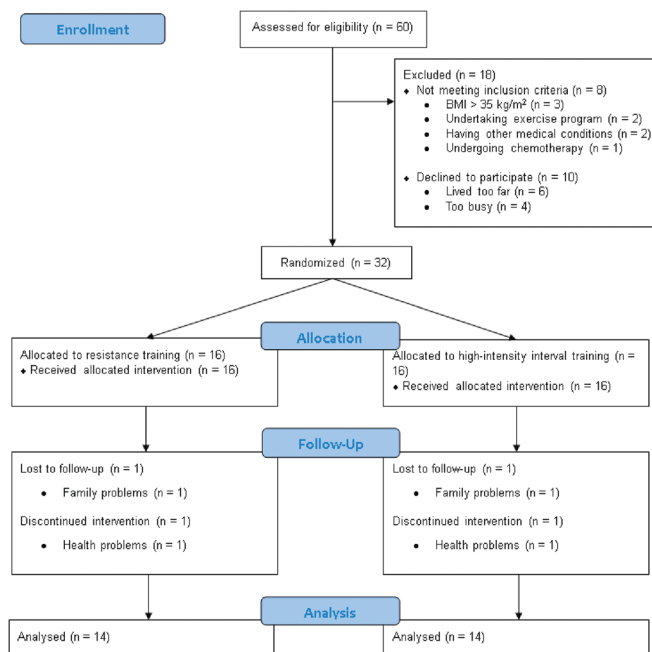 Enrollment
Assessed for eligibility (n = 60)
Excluded (n = 18)
◆ Not meeting inclusion criteria (n = 8)
● BMI > 35 kg/m² (n = 3)
● Undertaking exercise program (n = 2)
● Having other medical conditions (n = 2)
● Undergoing chemotherapy (n = 1)
◆ Declined to participate (n = 10)
● Lived too far (n = 6)
● Too busy (n = 4)
Randomized (n = 32)
Allocation
Allocated to resistance training (n = 16)
◆ Received allocated intervention (n = 16)
Allocated to high-intensity interval training (n =
16)
◆ Received allocated intervention (n = 16)
Follow-Up
Lost to follow-up (n = 1)
● Family problems (n = 1)
Discontinued intervention (n = 1)
● Health problems (n = 1)
Lost to follow-up (n = 1)
● Family problems (n = 1)
Discontinued intervention (n = 1)
● Health problems (n = 1)
Analysis
Analysed (n = 14)
Analysed (n = 14)